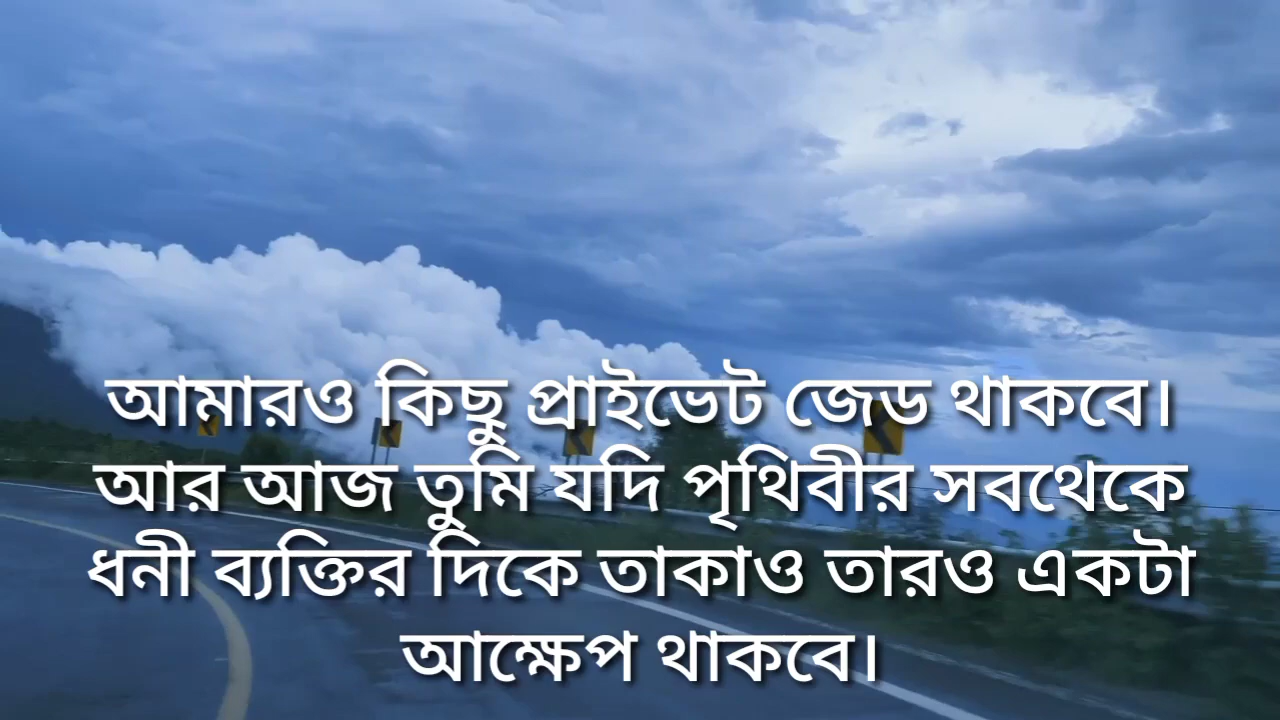 আমারও কিছু প্রাইভেট জেড থাকবে।
আর আজ তুমি যদি পৃথিবীর সবথেকে
ধনী ব্যক্তির দিকে তাকাও তারও একটা
আক্ষেপ থাকবে।